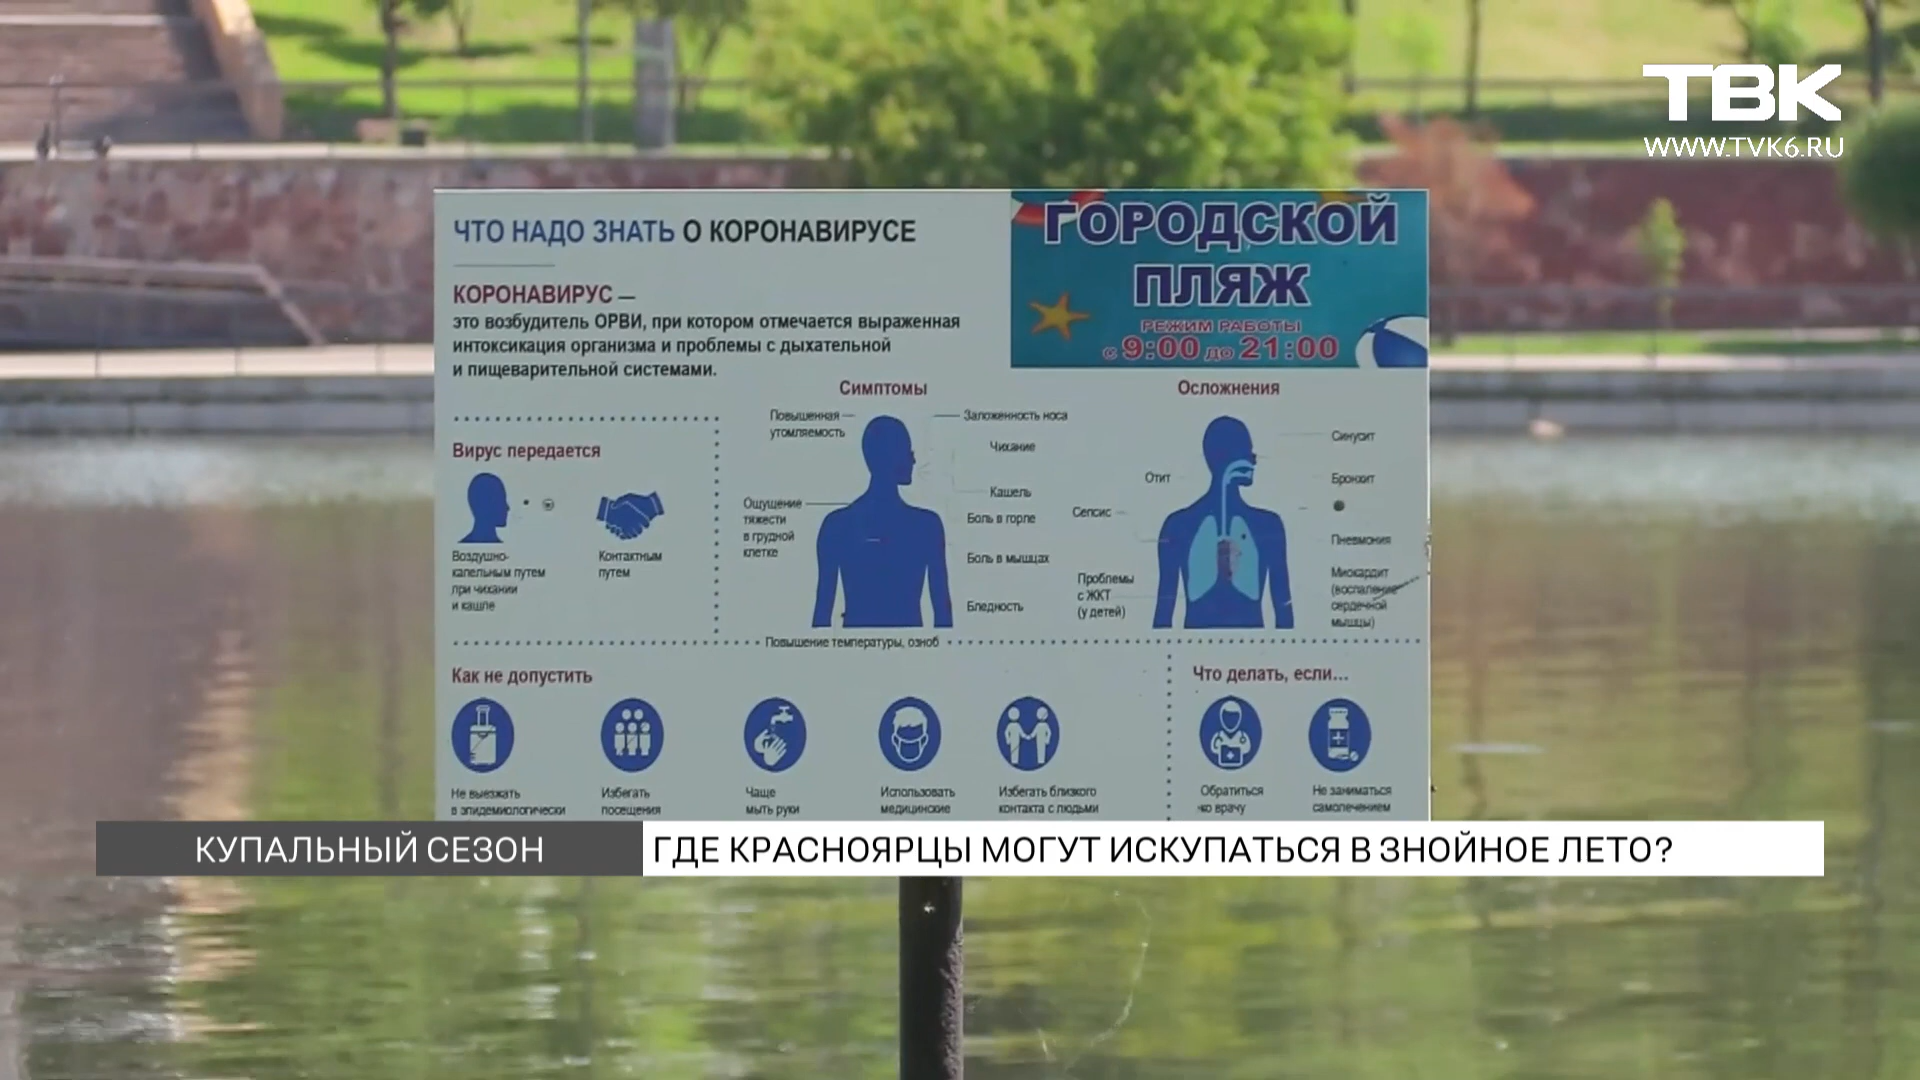 ТВК
WWW.TVK6.RU
ЧТО НАДО ЗНАТЬ О КОРОНАВИРУСЕ
ГОРОДСКОЙ
ПЛЯЖ
РЕЖИМ РАБОТЫ
с 9:00 до 21:00
КОРОНАВИРУС —
это возбудитель ОРВИ, при котором отмечается выраженная
интоксикация организма и проблемы с дыхательной
и пищеварительной системами.
Вирус передается
Воздушно-
капельным путем
при чихании
и кашле
Контактным
путем
Симптомы
Повышенная
утомляемость
Ощущение
тяжести
в грудной
клетке
Заложенность носа
Чихание
Кашель
Боль в горле
Боль в мышцах
Бледность
Повышение температуры, озноб
Осложнения
Отит
Сепсис
Проблемы
с ЖКТ
(у детей)
Синусит
Бронхит
Пневмония
Миокардит
(воспаление
сердечной
мышцы)
Как не допустить
Не выезжать
в эпидемиологически
Избегать
посещения
Чаще
мыть руки
Использовать
медицинские
Избегать близкого
контакта с людьми
Что делать, если...
Обратиться
ко врачу
Не заниматься
самолечением
КУПАЛЬНЫЙ СЕЗОН
ГДЕ КРАСНОЯРЦЫ МОГУТ ИСКУПАТЬСЯ В ЗНОЙНОЕ ЛЕТО?